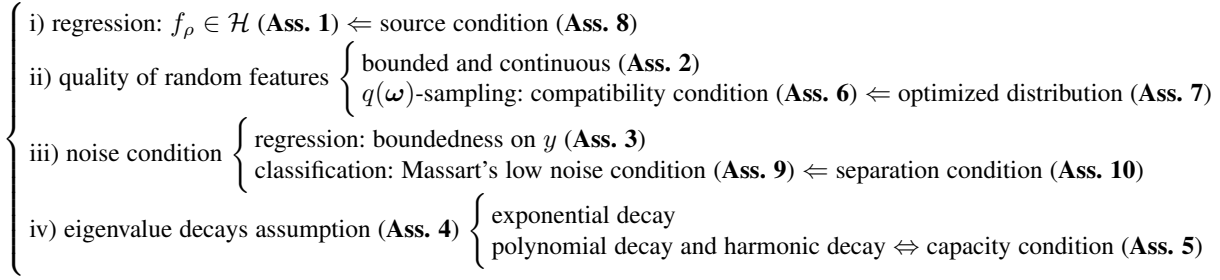 i) regression: f_ρ ∈ ℋ (Ass. 1) ⇐ source condition (Ass. 8)
ii) quality of random features { bounded and continuous (Ass. 2)
q(ω)-sampling: compatibility condition (Ass. 6) ⇐ optimized distribution (Ass. 7)
iii) noise condition { regression: boundedness on y (Ass. 3)
classification: Massart's low noise condition (Ass. 9) ⇐ separation condition (Ass. 10)
iv) eigenvalue decays assumption (Ass. 4) { exponential decay
polynomial decay and harmonic decay ⇔ capacity condition (Ass. 5)